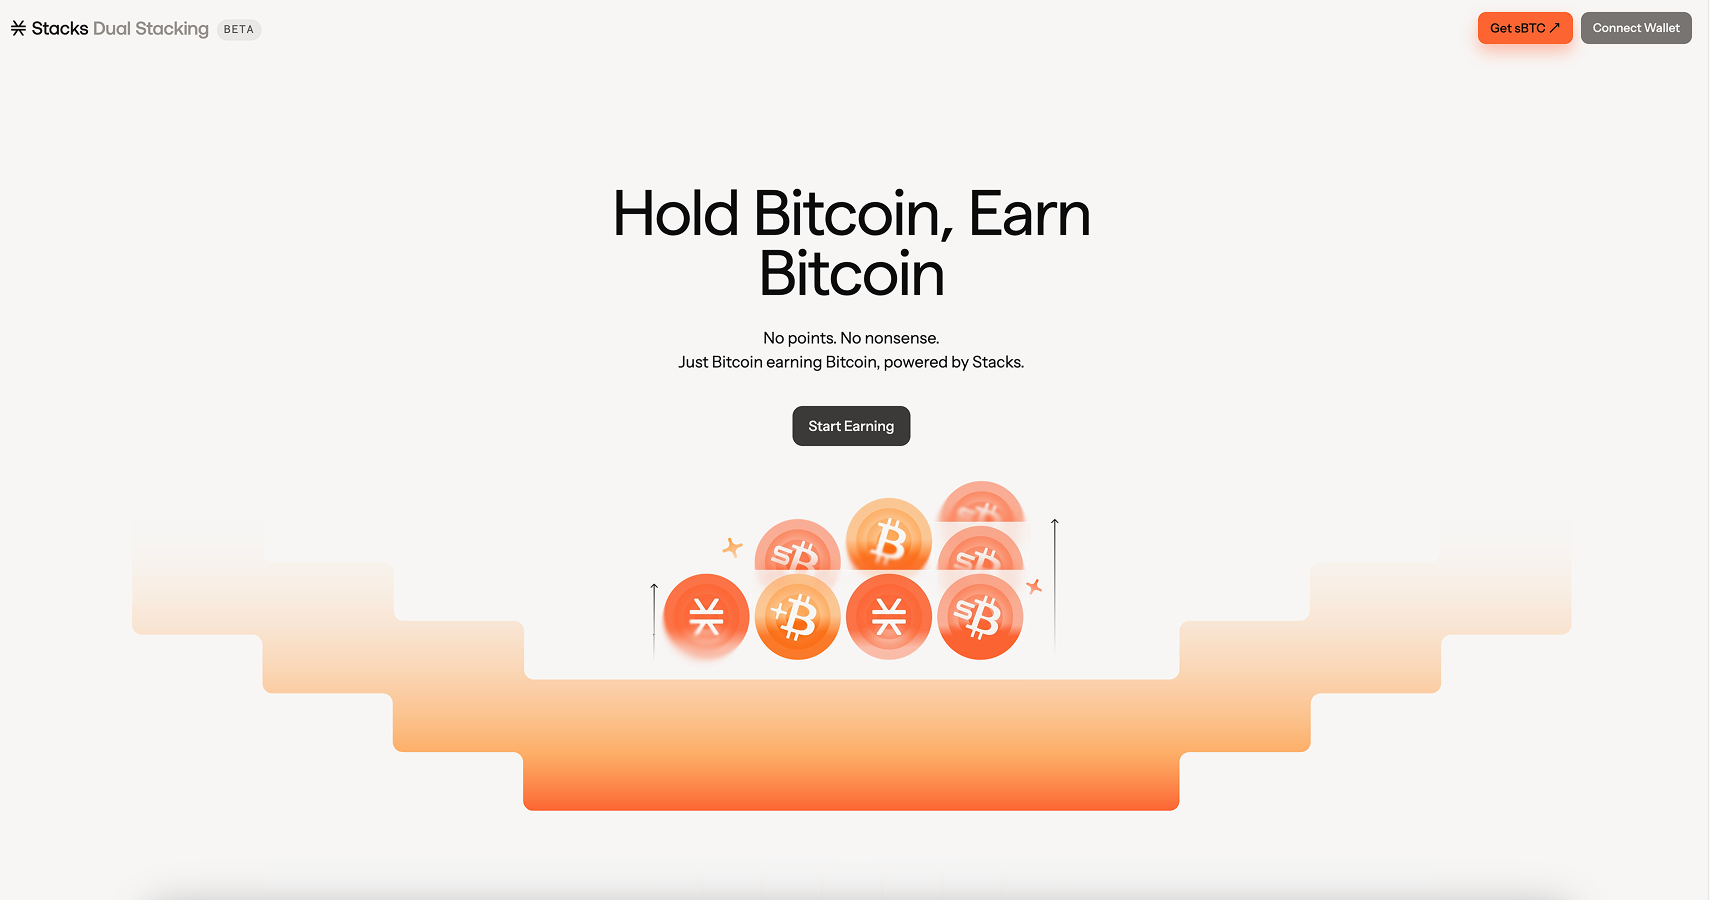 Stacks Dual Stacking BETA
Get sBTC ↗
Connect Wallet
Hold Bitcoin, Earn
Bitcoin
No points. No nonsense.
Just Bitcoin earning Bitcoin, powered by Stacks.
Start Earning